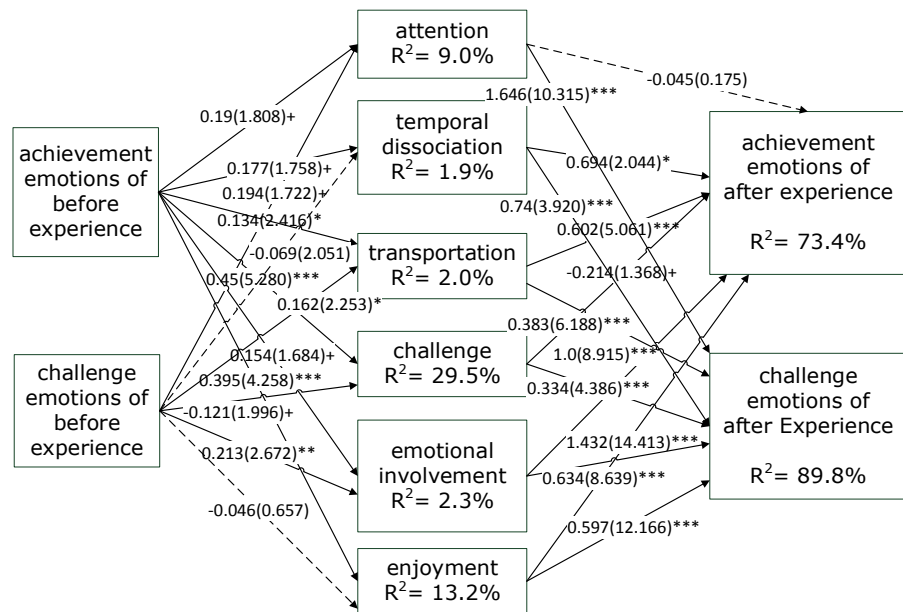 attention
R²= 9.0%
-0.045(0.175)
1.646(10.315)***
0.19(1.808)+
temporal
dissociation
R²= 1.9%
achievement
emotions of
before
experience
achievement
emotions of
after experience
R²= 73.4%
0.177(1.758)+
0.694(2.044)*
0.194(1.722)+
0.74(3.920)***
0.134(2.416)*
0.602(5.061)***
-0.069(2.051)
transportation
R²= 2.0%
-0.214(1.368)+
0.45(5.280)***
0.162(2.253)*
0.383(6.188)***
challenge
R²= 29.5%
0.154(1.684)+
1.0(8.915)***
0.395(4.258)***
0.334(4.386)***
challenge
emotions of
before
experience
challenge
emotions of
after Experience
R²= 89.8%
-0.121(1.996)+
0.213(2.672)**
emotional
involvement
R²= 2.3%
1.432(14.413)***
0.634(8.639)***
-0.046(0.657)
0.597(12.166)***
enjoyment
R²= 13.2%